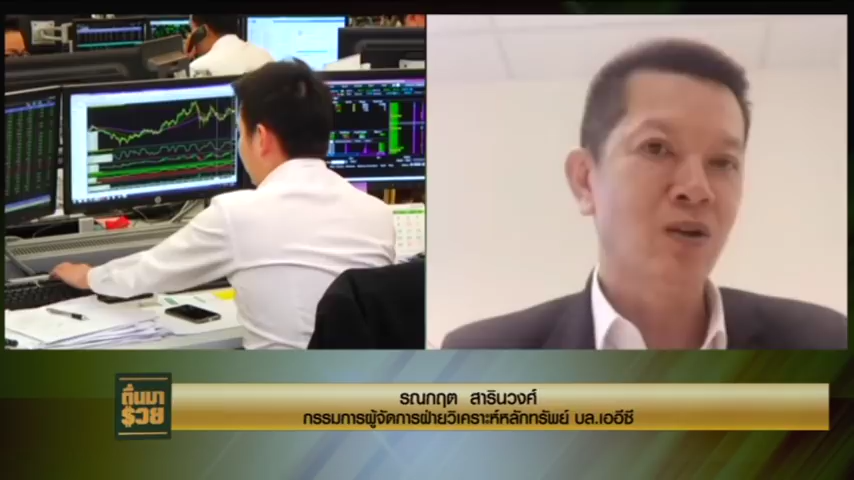 ตื่นมา
รวย
รณกฤต สารินวงศ์
กรรมการผู้จัดการฝ่ายวิเคราะห์หลักทรัพย์ บล.เออีซี